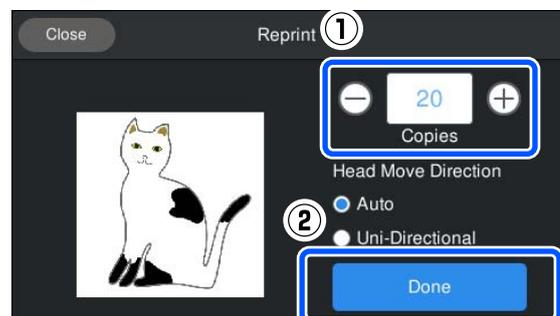 Close
Reprint
①
20
Copies
Head Move Direction
Auto
②
Uni-Directional
Done